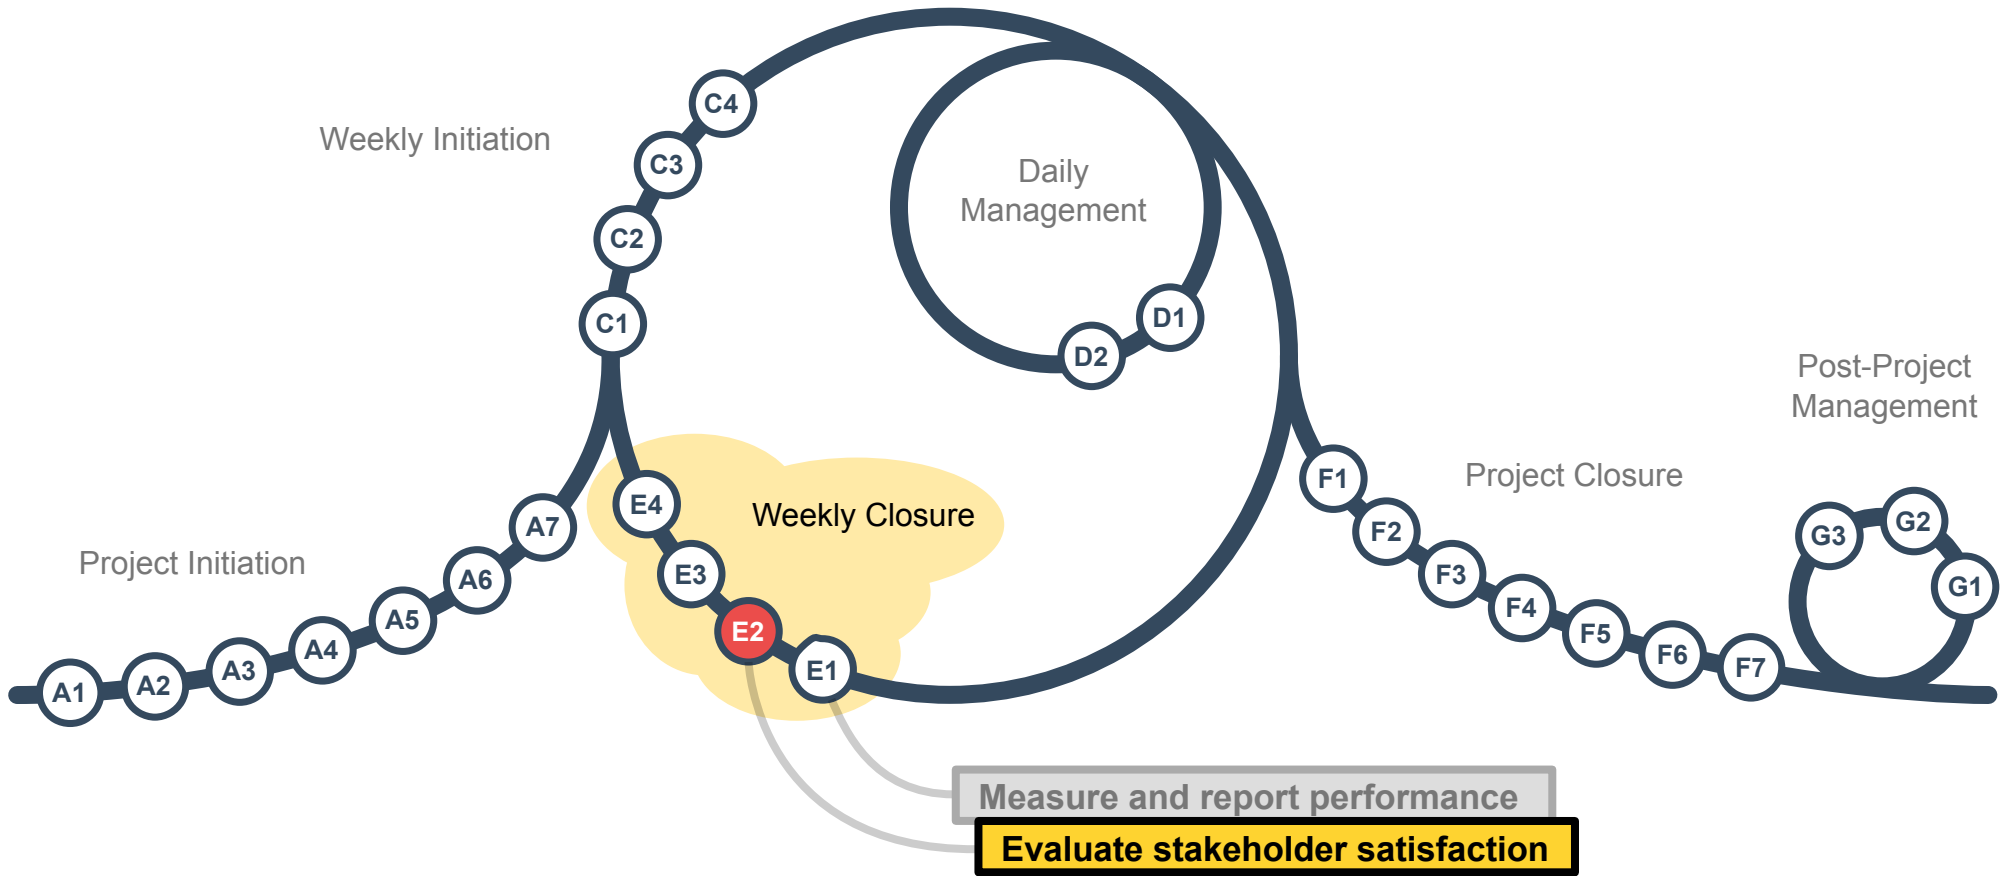 C4
Weekly Initiation
C3
Daily
Management
C2
C1
D1
D2
Post-Project
Management
Project Closure
F1
E4
Weekly Closure
A7
F2
G3
G2
Project Initiation
A6
E3
F3
G1
A5
F4
E2
F5
A4
F6
E1
F7
A3
A2
A1
Measure and report performance
Evaluate stakeholder satisfaction